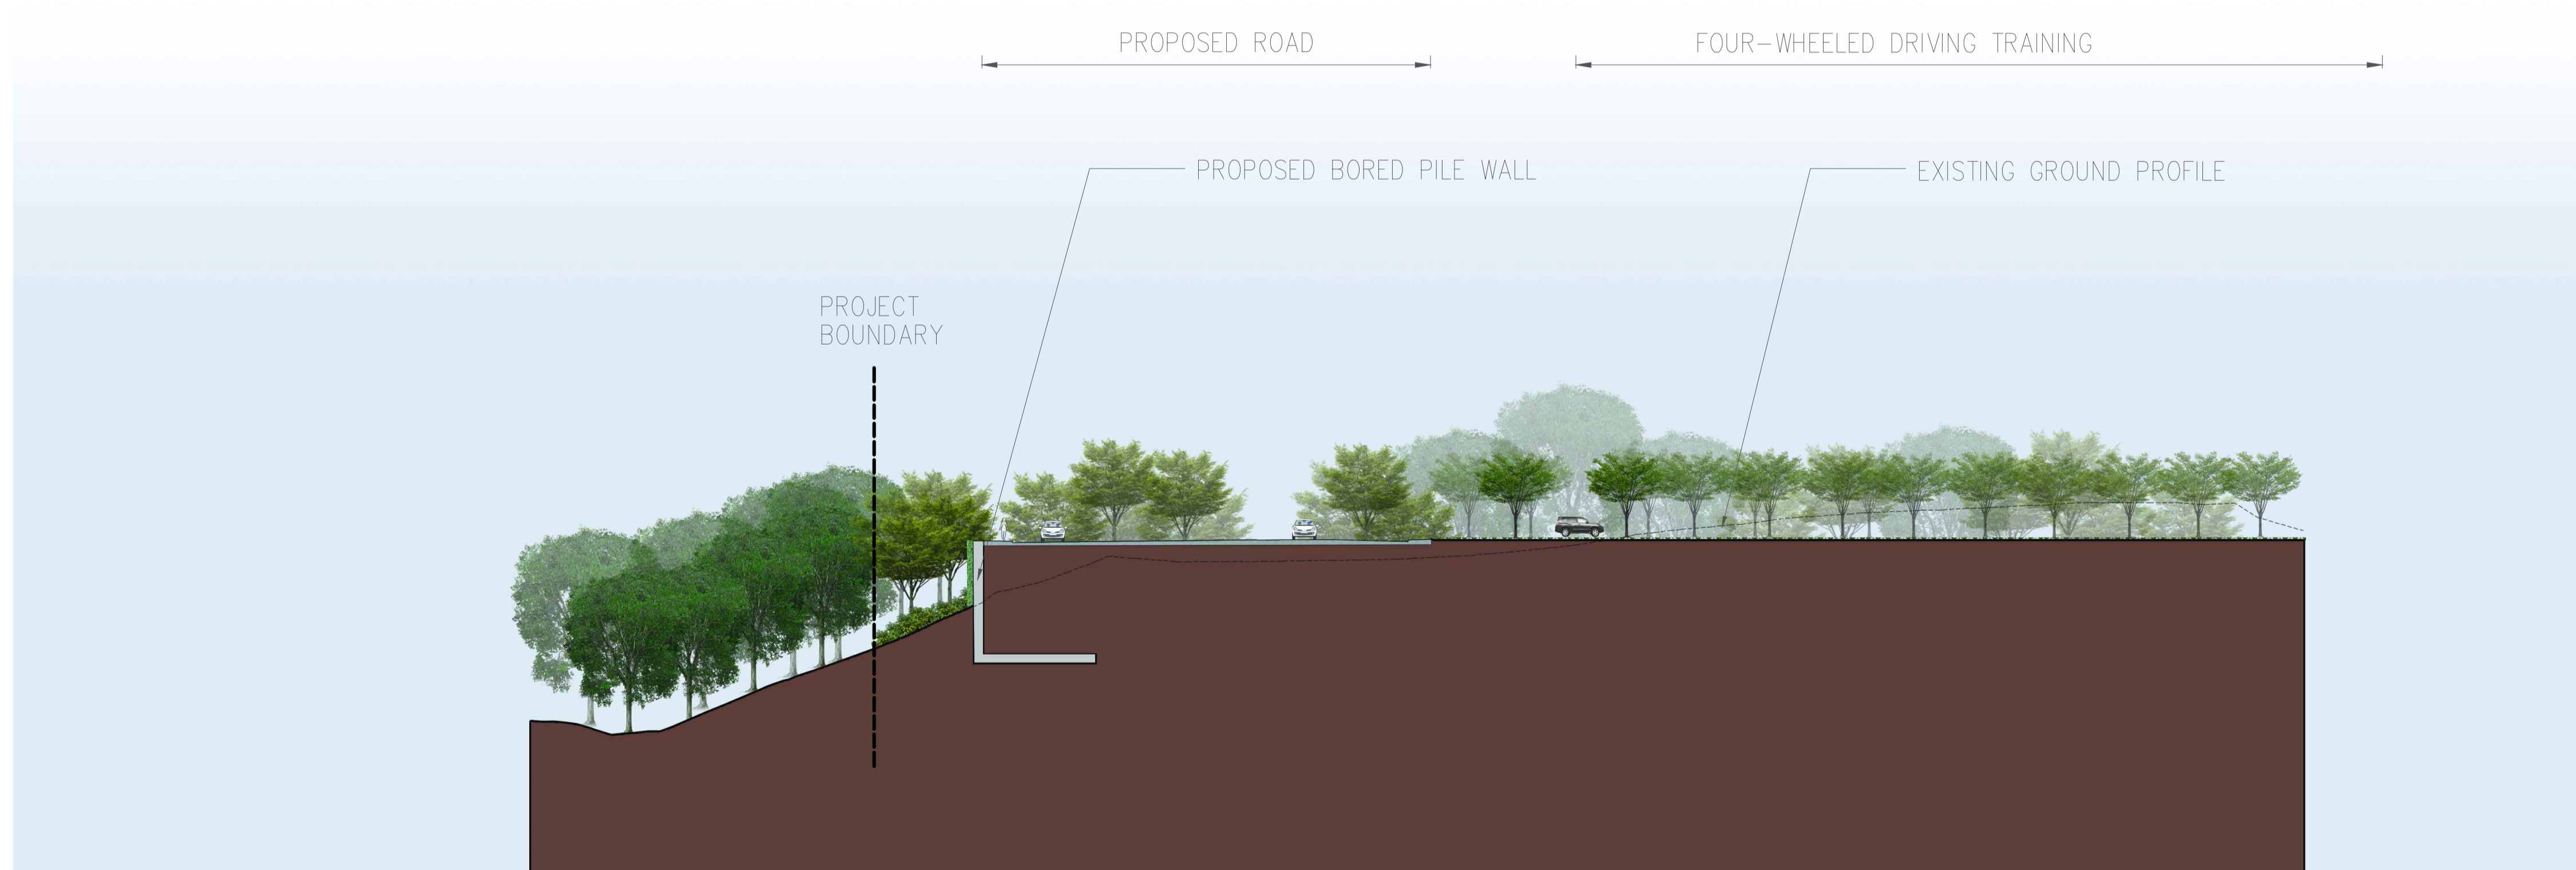 PROPOSED ROAD
FOUR-WHEELED DRIVING TRAINING
PROPOSED BORED PILE WALL
EXISTING GROUND PROFILE
PROJECT
BOUNDARY